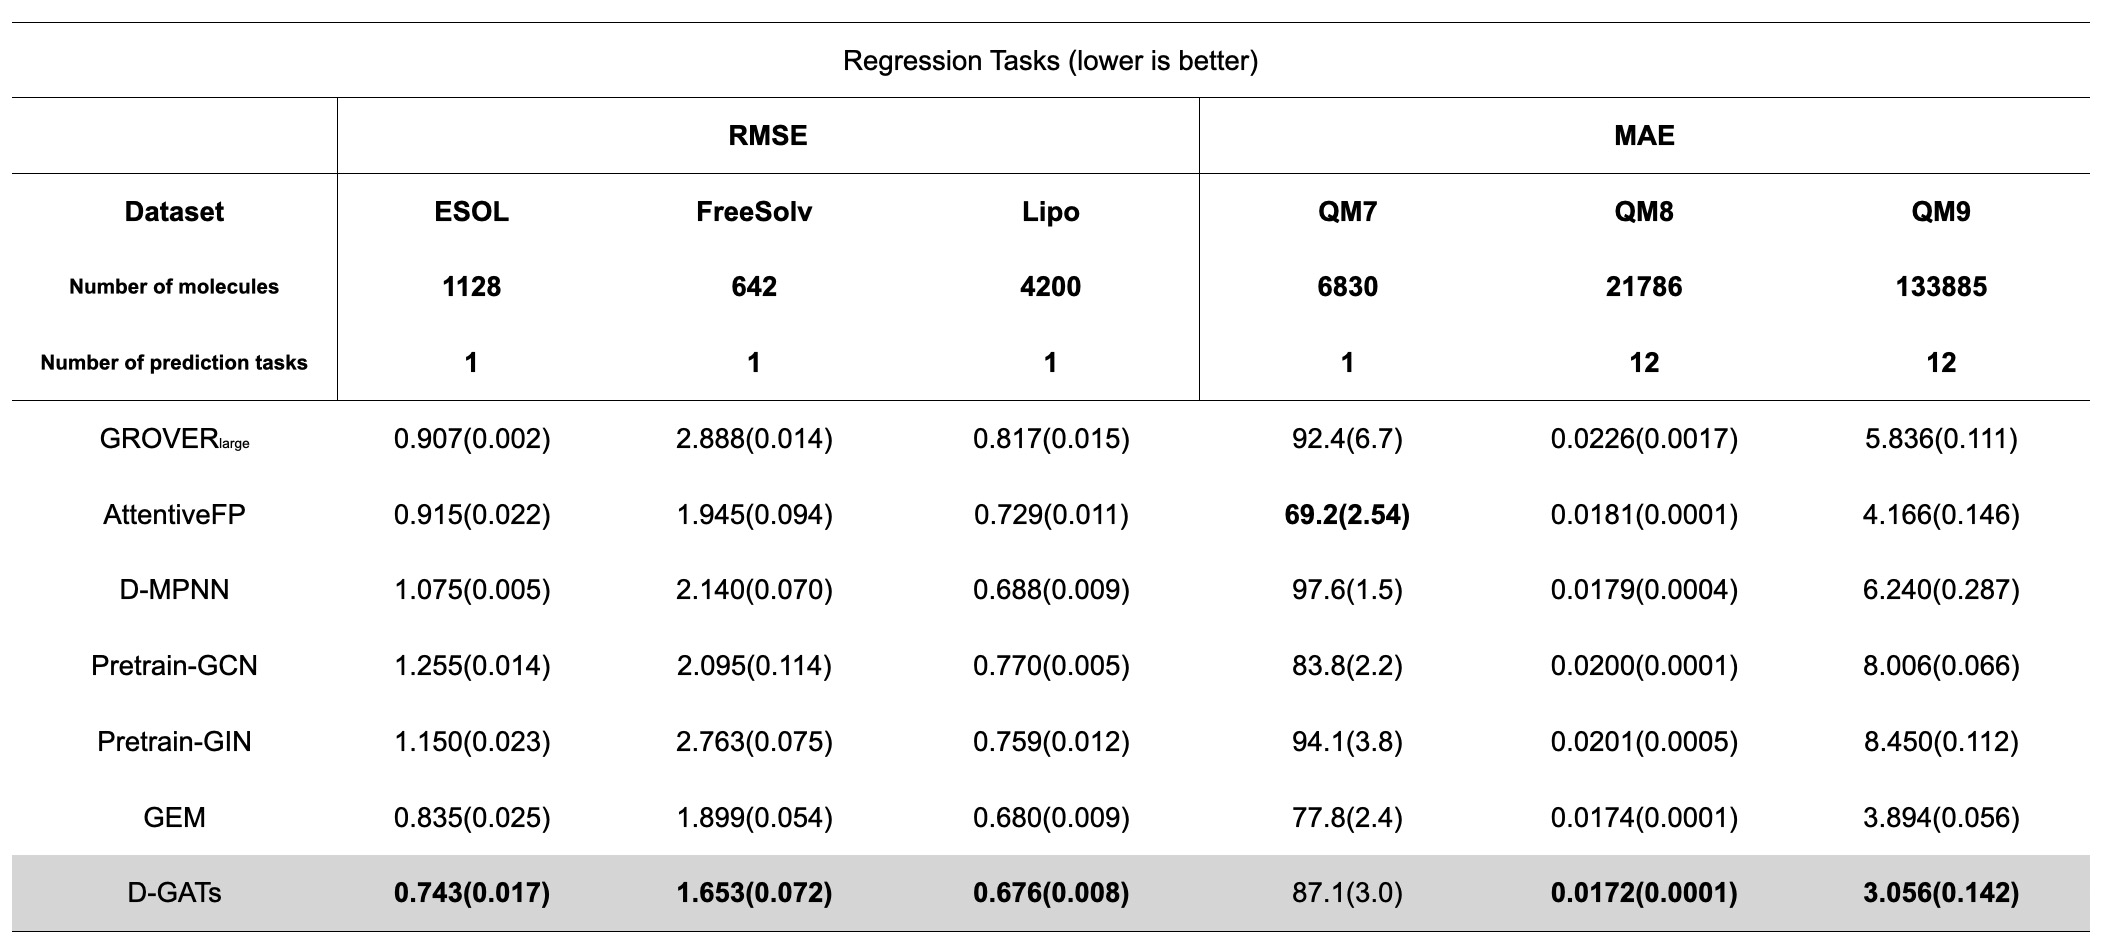 Regression Tasks (lower is better)
RMSE MAE
Dataset ESOL FreeSolv Lipo QM7 QM8 QM9
Number of molecules 1128 642 4200 6830 21786 133885
Number of prediction tasks 1 1 1 1 12 12
GROVERlarge 0.907(0.002) 2.888(0.014) 0.817(0.015) 92.4(6.7) 0.0226(0.0017) 5.836(0.111)
AttentiveFP 0.915(0.022) 1.945(0.094) 0.729(0.011) 69.2(2.54) 0.0181(0.0001) 4.166(0.146)
D-MPNN 1.075(0.005) 2.140(0.070) 0.688(0.009) 97.6(1.5) 0.0179(0.0004) 6.240(0.287)
Pretrain-GCN 1.255(0.014) 2.095(0.114) 0.770(0.005) 83.8(2.2) 0.0200(0.0001) 8.006(0.066)
Pretrain-GIN 1.150(0.023) 2.763(0.075) 0.759(0.012) 94.1(3.8) 0.0201(0.0005) 8.450(0.112)
GEM 0.835(0.025) 1.899(0.054) 0.680(0.009) 77.8(2.4) 0.0174(0.0001) 3.894(0.056)
D-GATs 0.743(0.017) 1.653(0.072) 0.676(0.008) 87.1(3.0) 0.0172(0.0001) 3.056(0.142)